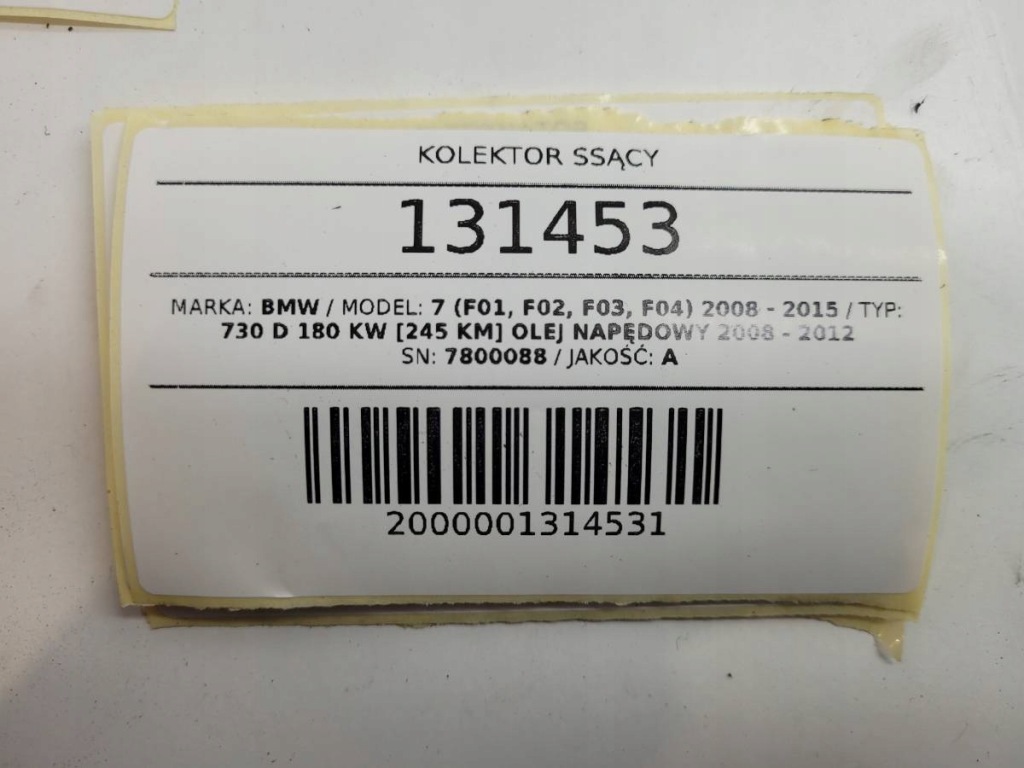 KOLEKTOR SSĄCY
131453
MARKA: BMW / MODEL: 7 (F01, F02, F03, F04) 2008 - 2015 / TYP:
730 D 180 KW [245 KM] OLEJ NAPĘDOWY 2008 - 2012
SN: 7800088 / JAKOŚĆ: A
2000001314531